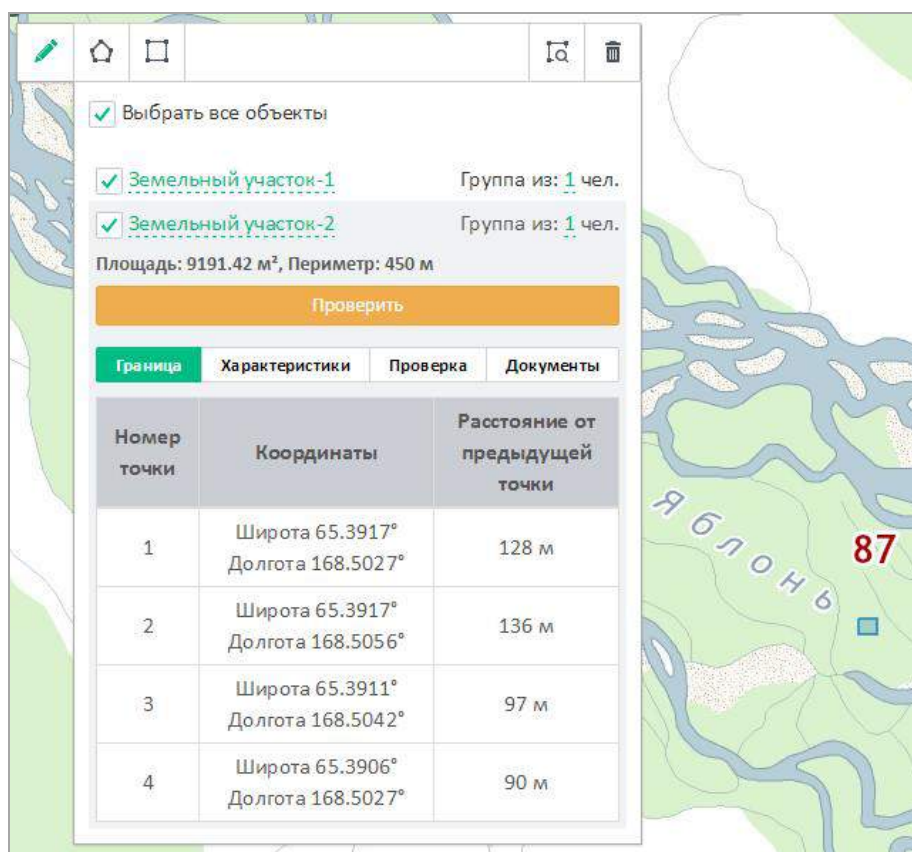 Выбрать все объекты
Земельный участок-1 Группа из: 1 чел.
Земельный участок-2 Группа из: 1 чел.
Площадь: 9191.42 м², Периметр: 450 м
Проверить
Граница Характеристики Проверка Документы
Номер точки Координаты Расстояние от предыдущей точки
1 Широта 65.3917° Долгота 168.5027° 128 м
2 Широта 65.3917° Долгота 168.5056° 136 м
3 Широта 65.3911° Долгота 168.5042° 97 м
4 Широта 65.3906° Долгота 168.5027° 90 м
Яблонь
87